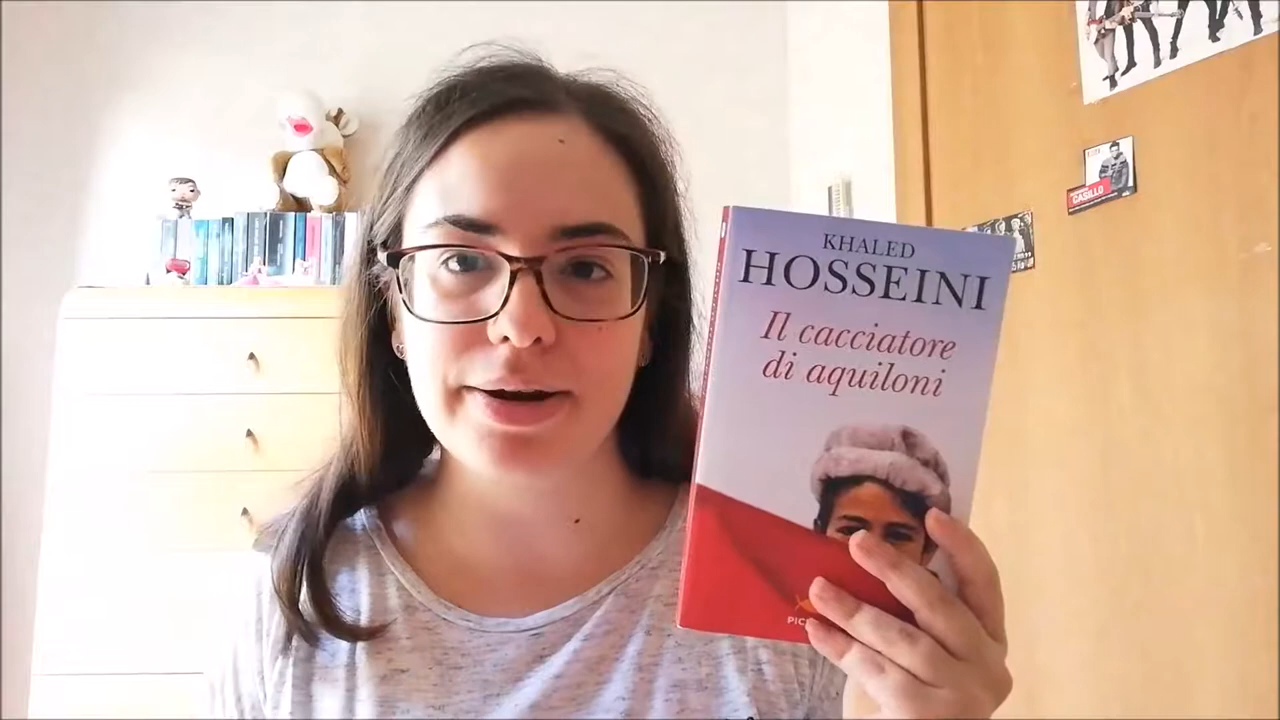 KHALED
HOSSEINI
Il cacciatore
di aquiloni
CASILLO